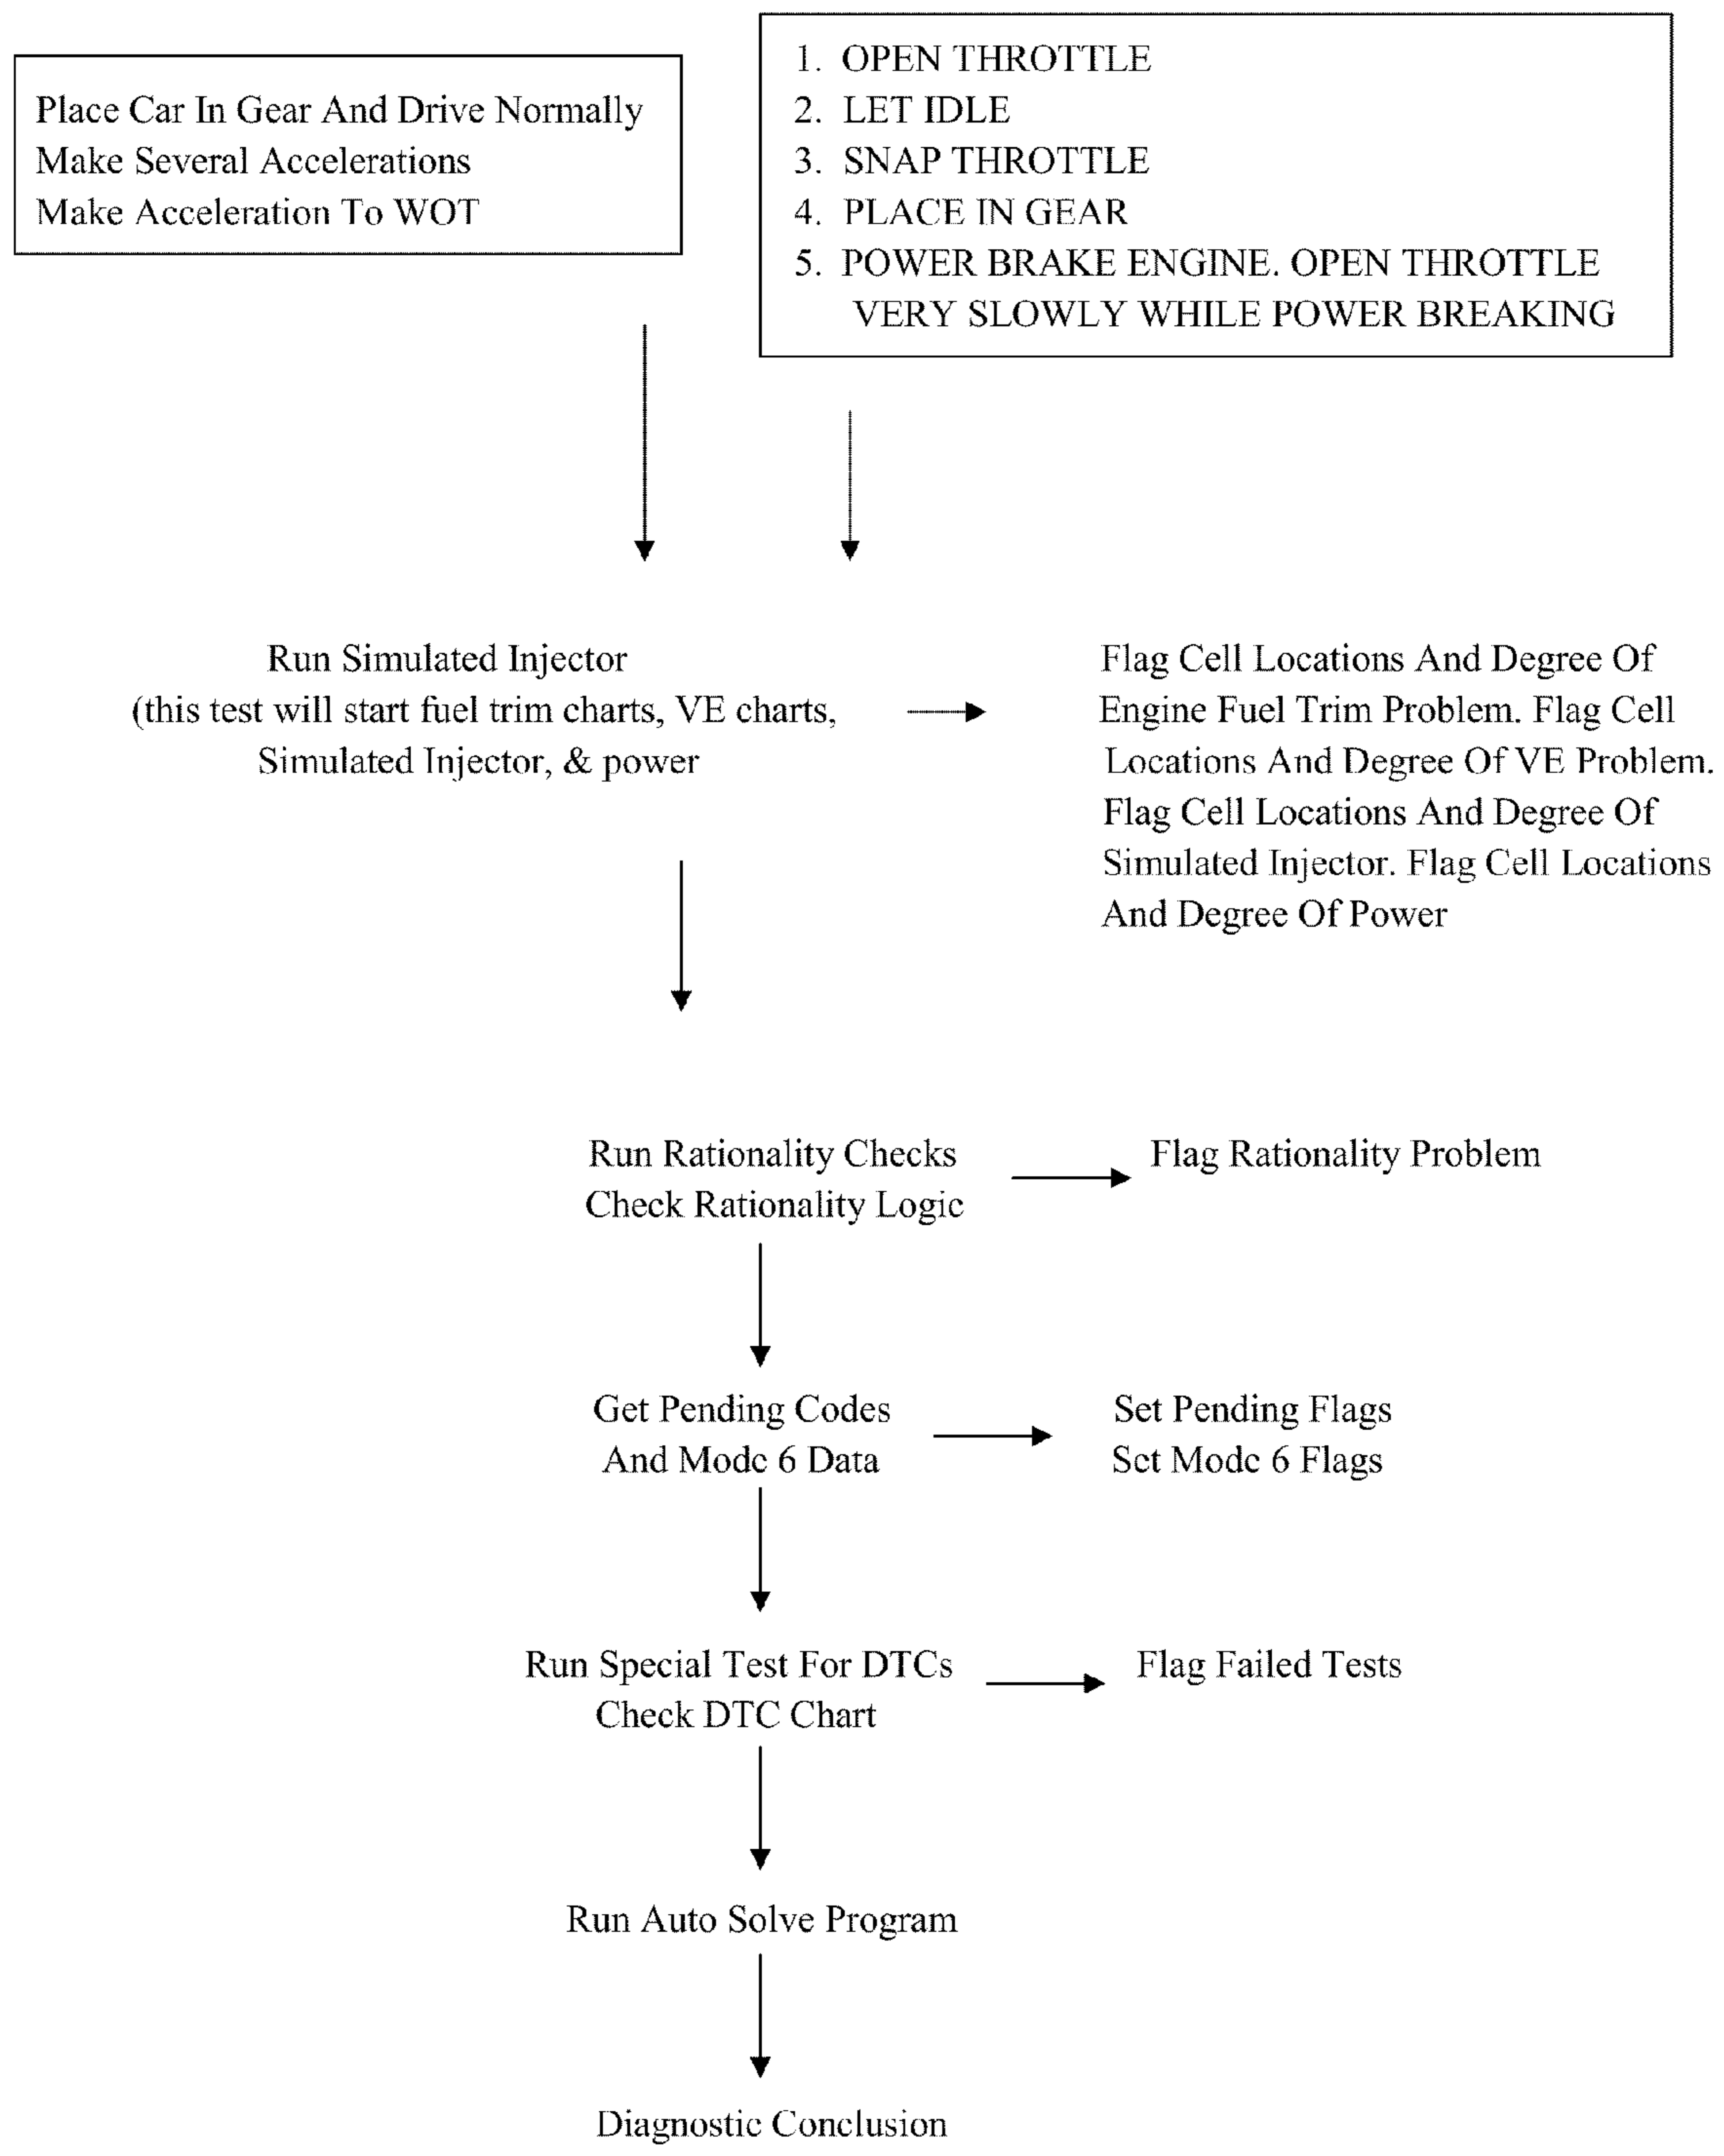 Place Car In Gear And Drive Normally
Make Several Accelerations
Make Acceleration To WOT
1. OPEN THROTTLE
2. LET IDLE
3. SNAP THROTTLE
4. PLACE IN GEAR
5. POWER BRAKE ENGINE. OPEN THROTTLE
VERY SLOWLY WHILE POWER BREAKING
Run Simulated Injector
(this test will start fuel trim charts, VE charts,
Simulated Injector, & power
Flag Cell Locations And Degree Of
Engine Fuel Trim Problem. Flag Cell
Locations And Degree Of VE Problem.
Flag Cell Locations And Degree Of
Simulated Injector. Flag Cell Locations
And Degree Of Power
Run Rationality Checks
Check Rationality Logic
Flag Rationality Problem
Get Pending Codes
And Mode 6 Data
Set Pending Flags
Set Mode 6 Flags
Run Special Test For DTCs
Check DTC Chart
Flag Failed Tests
Run Auto Solve Program
Diagnostic Conclusion